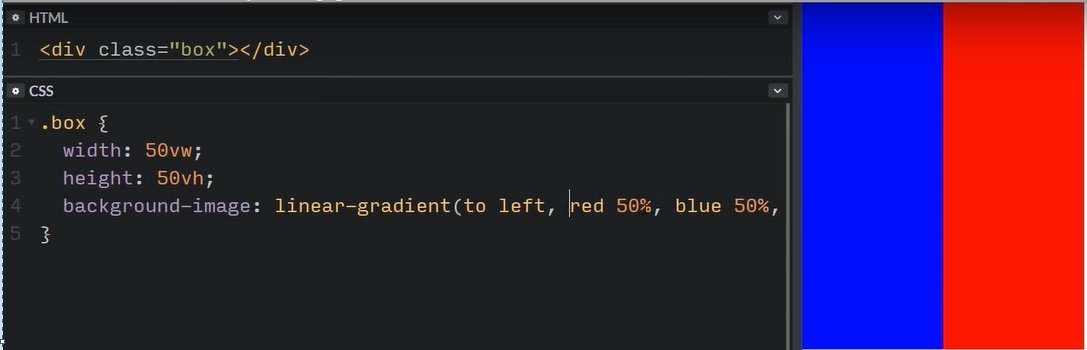 HTML
1 <div class="box"></div>
CSS
1 .box {
2 width: 50vw;
3 height: 50vh;
4 background-image: linear-gradient(to left, red 50%, blue 50%,
5 }